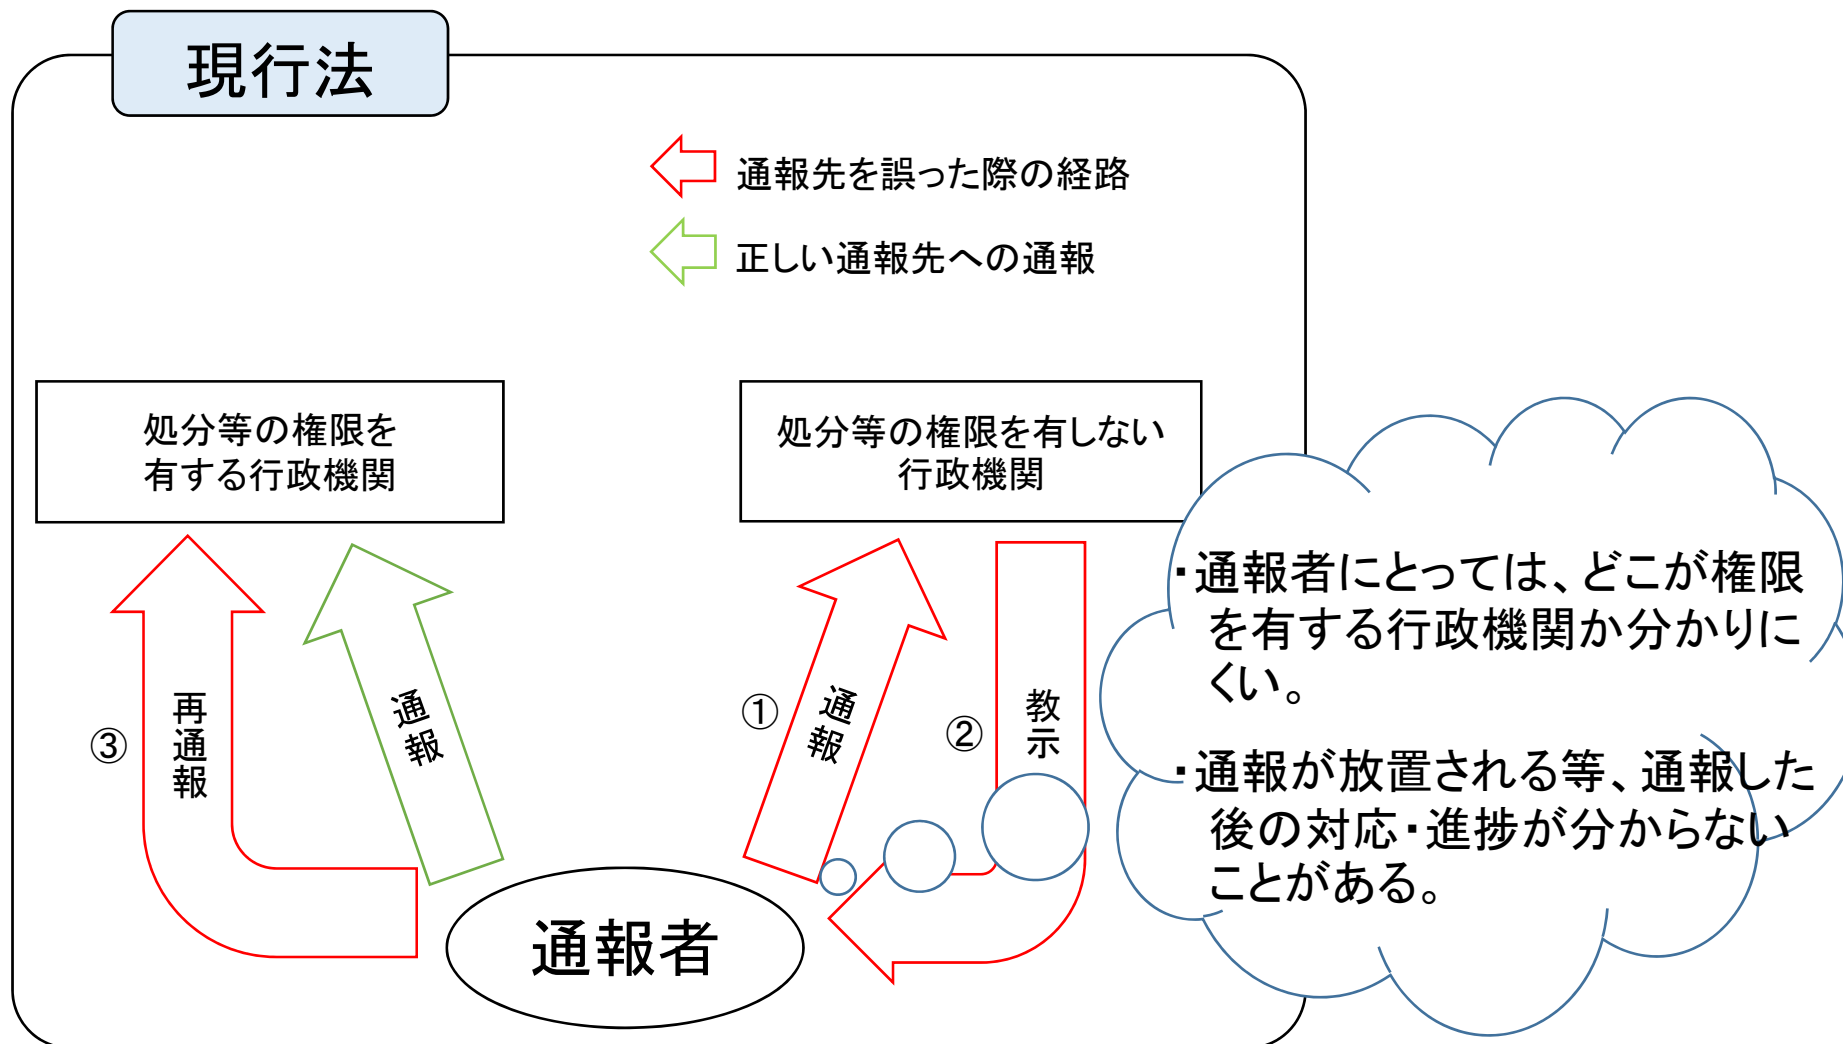 現行法
通報先を誤った際の経路
正しい通報先への通報
処分等の権限を
有する行政機関
処分等の権限を有しない
行政機関
③
再通報
通報
①
通報
②
教示
通報者
・通報者にとっては、どこが権限
を有する行政機関か分かりに
くい。
・通報が放置される等、通報した
後の対応・進捗が分からない
ことがある。